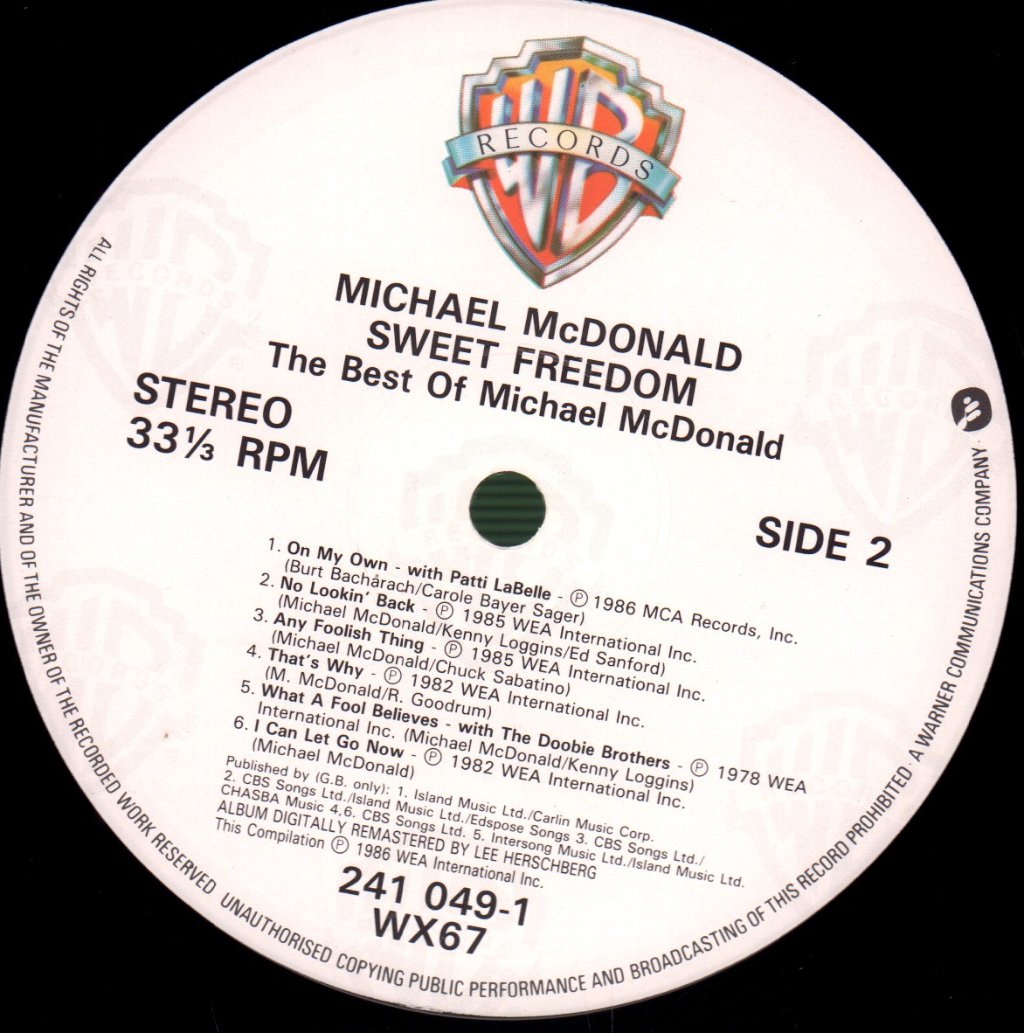 WB
RECORDS
MICHAEL McDONALD
SWEET FREEDOM
The Best Of Michael McDonald
STEREO
33⅓ RPM
SIDE 2
1. On My Own - with Patti LaBelle - ℗ 1986 MCA Records, Inc.
(Burt Bachårach/Carole Bayer Sager)
2. No Lookin' Back - ℗ 1985 WEA International Inc.
(Michael McDonald/Kenny Loggins/Ed Sanford)
3. Any Foolish Thing - ℗ 1985 WEA International Inc.
(Michael McDonald/Chuck Sabatino)
4. That's Why - ℗ 1982 WEA International Inc.
(M. McDonald/R. Goodrum)
5. What A Fool Believes - with The Doobie Brothers - ℗ 1978 WEA
International Inc. (Michael McDonald/Kenny Loggins)
6. I Can Let Go Now - ℗ 1982 WEA International Inc.
(Michael McDonald)
Published by (G.B. only): 1. Island Music Ltd./Carlin Music Corp.
2. CBS Songs Ltd./Island Music Ltd./Edspose Songs 3. CBS Songs Ltd./
CHASBA Music 4,6. CBS Songs Ltd. 5. Intersong Music Ltd./Island Music Ltd.
ALBUM DIGITALLY REMASTERED BY LEE HERSCHBERG
This Compilation ℗ 1986 WEA International Inc.
241 049-1
WX67
ALL RIGHTS OF THE MANUFACTURER AND OF THE OWNER OF THE RECORDED WORK RESERVED UNAUTHORISED COPYING PUBLIC PERFORMANCE AND BROADCASTING OF THIS RECORD PROHIBITED · A WARNER COMMUNICATIONS COMPANY ·